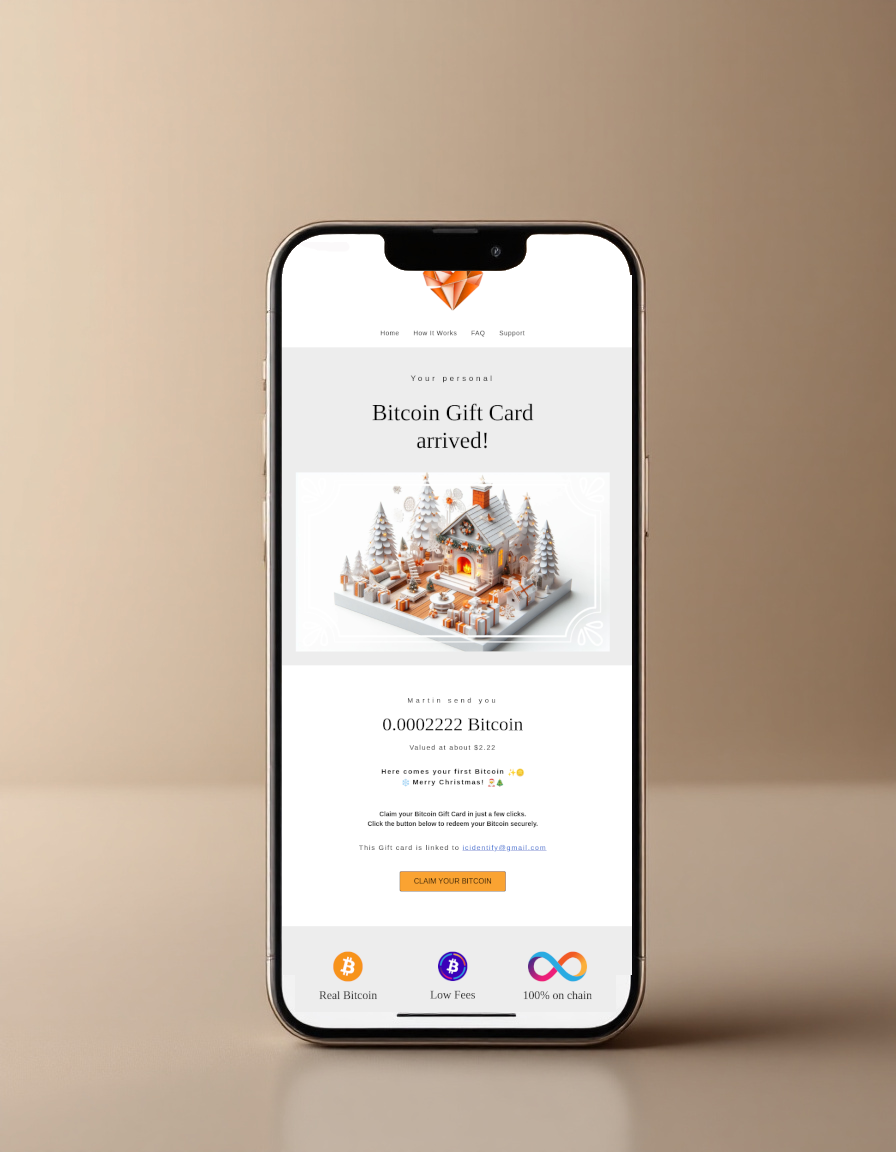 Home How It Works FAQ Support
Your personal
Bitcoin Gift Card
arrived!
Martin send you
0.0002222 Bitcoin
Valued at about $2.22
Here comes your first Bitcoin ✨🪙
❄️ Merry Christmas! 🎅🎄
Claim your Bitcoin Gift Card in just a few clicks.
Click the button below to redeem your Bitcoin securely.
This Gift card is linked to icidentify@gmail.com
CLAIM YOUR BITCOIN
Real Bitcoin Low Fees 100% on chain